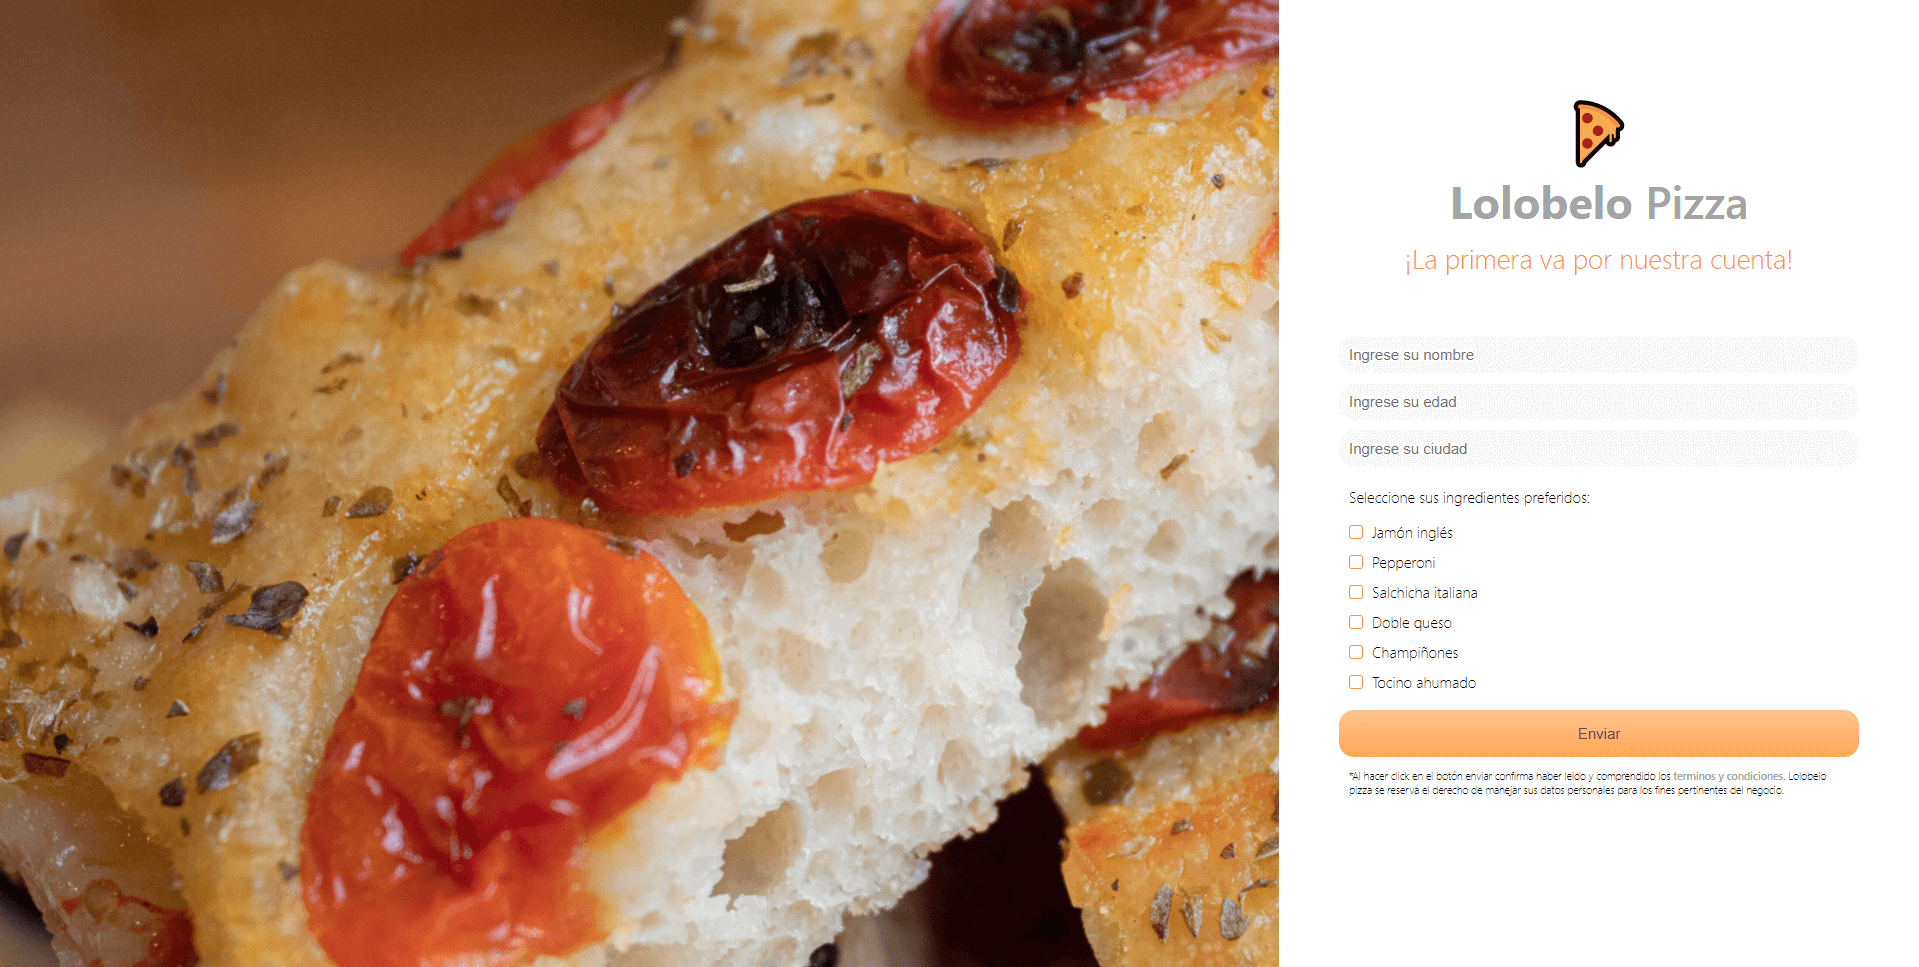 Lolobelo Pizza
¡La primera va por nuestra cuenta!
Ingrese su nombre
Ingrese su edad
Ingrese su ciudad
Seleccione sus ingredientes preferidos:
Jamón inglés
Pepperoni
Salchicha italiana
Doble queso
Champiñones
Tocino ahumado
Enviar
*Al hacer click en el botón enviar confirma haber leido y comprendido los terminos y condiciones. Lolobelo
pizza se reserva el derecho de manejar sus datos personales para los fines pertinentes del negocio.